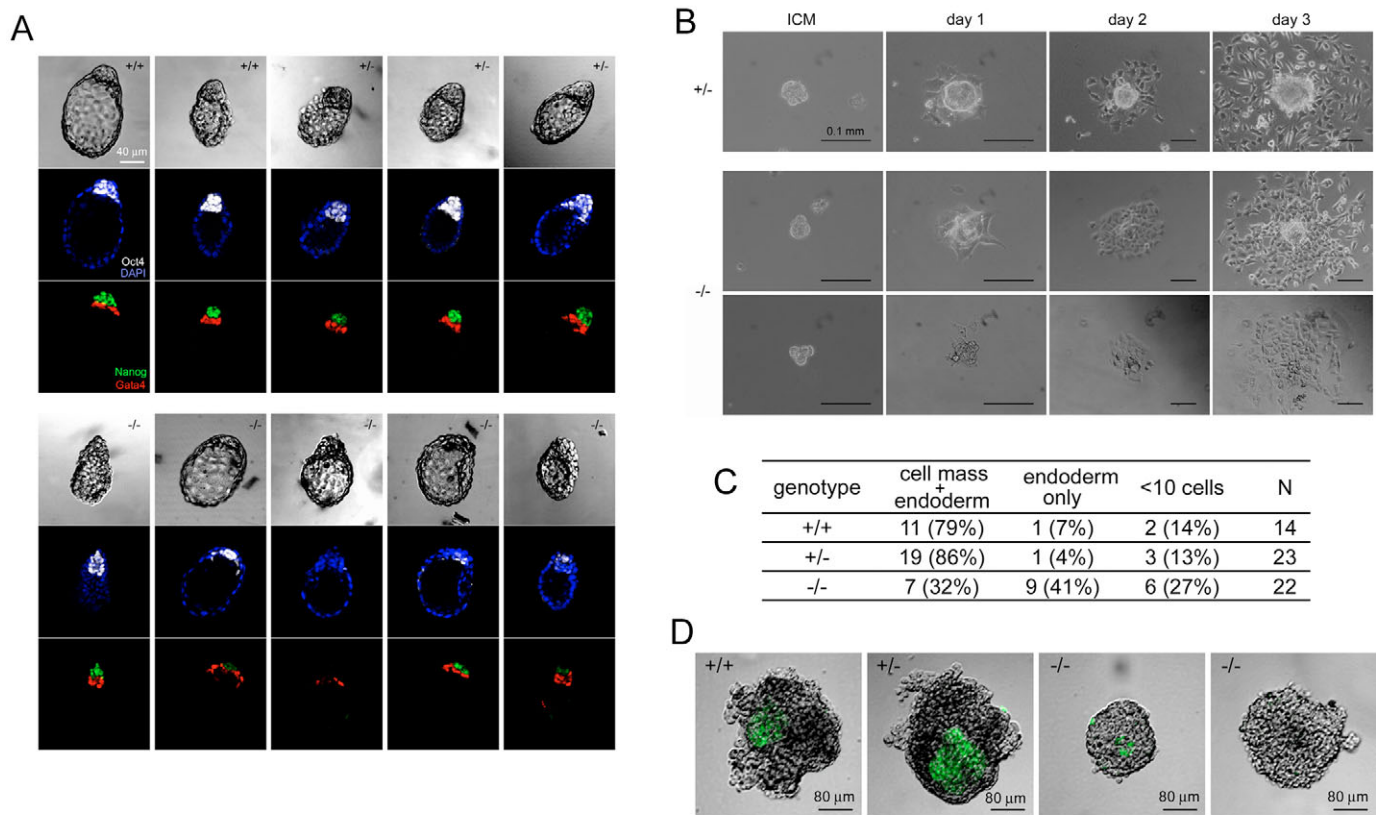 A
+/+
+/+
+/-
+/-
+/-
40 μm
Oct4
DAPI
Nanog
Gata4
-/-
-/-
-/-
-/-
-/-
B
ICM
day 1
day 2
day 3
+/-
0.1 mm
-/-
C
genotype
cell mass
+
endoderm
endoderm
only
<10 cells
N
+/+ 11 (79%) 1 (7%) 2 (14%) 14
+/- 19 (86%) 1 (4%) 3 (13%) 23
-/- 7 (32%) 9 (41%) 6 (27%) 22
D
+/+
+/-
-/-
-/-
80 μm
80 μm
80 μm
80 μm